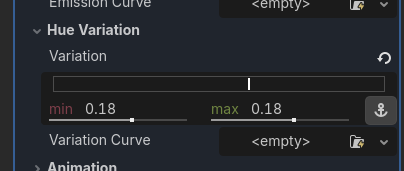 Emission Curve <empty>
Hue Variation
Variation
min 0.18 max 0.18
Variation Curve <empty>
Animation